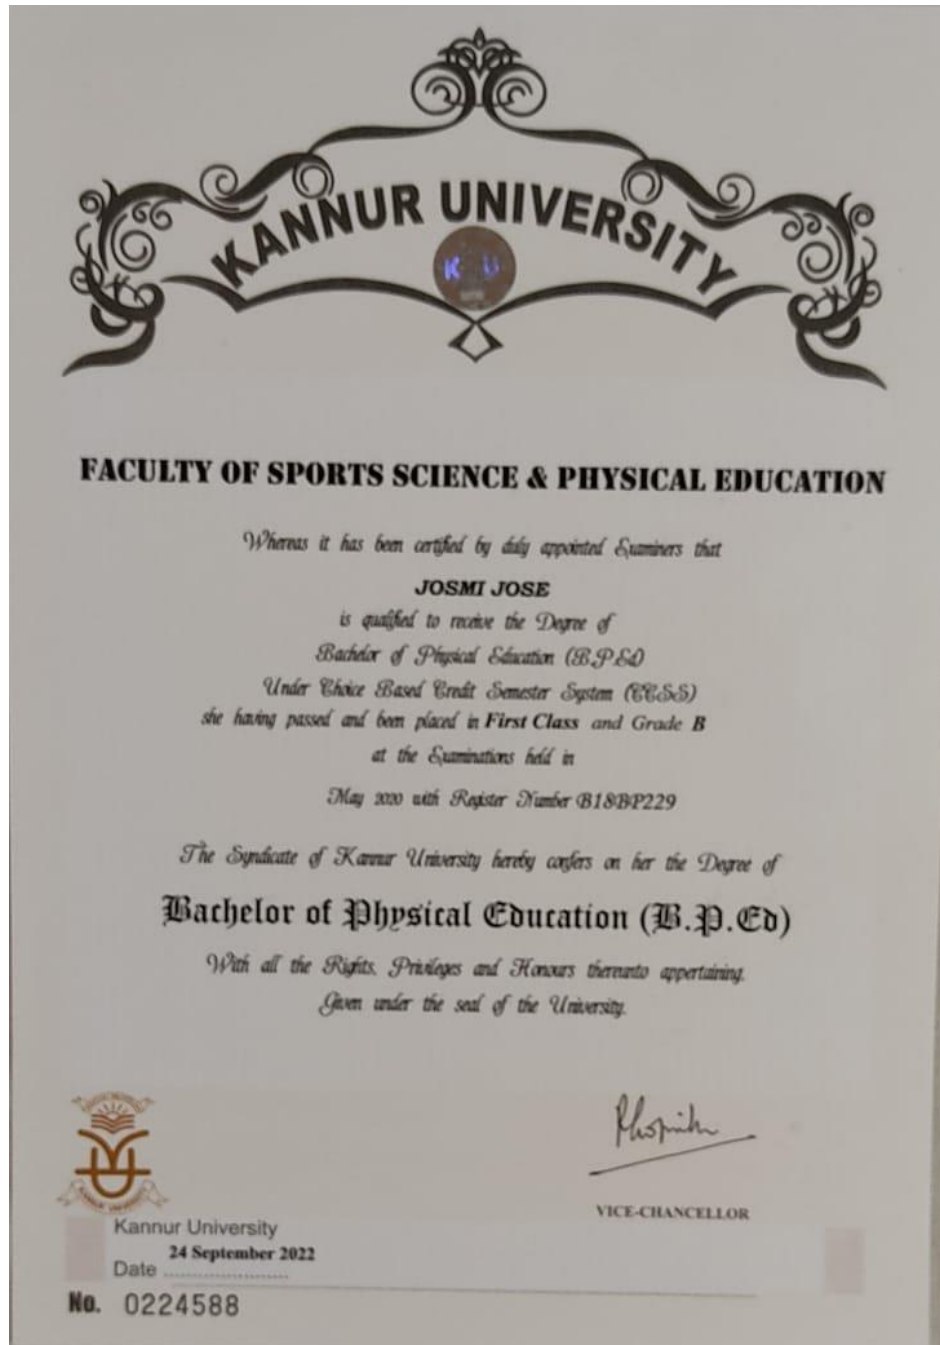 KANNUR UNIVERSITY
K U
FACULTY OF SPORTS SCIENCE & PHYSICAL EDUCATION
Whereas it has been certified by duly appointed Examiners that
JOSMI JOSE
is qualified to receive the Degree of
Bachelor of Physical Education (B.P.Ed)
Under Choice Based Credit Semester System (CCSS)
she having passed and been placed in First Class and Grade B
at the Examinations held in
May 2020 with Register Number B18BP229
The Syndicate of Kannur University hereby confers on her the Degree of
Bachelor of Physical Education (B.P.Ed)
With all the Rights, Privileges and Honours thereunto appertaining.
Given under the seal of the University.
KANNUR UNIVERSITY
VICE-CHANCELLOR
Kannur University
24 September 2022
Date ......................
No. 0224588